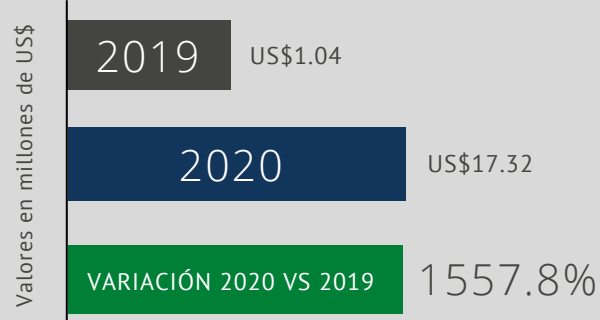 Valores en millones de US$
2019
US$1.04
2020
US$17.32
VARIACIÓN 2020 VS 2019
1557.8%